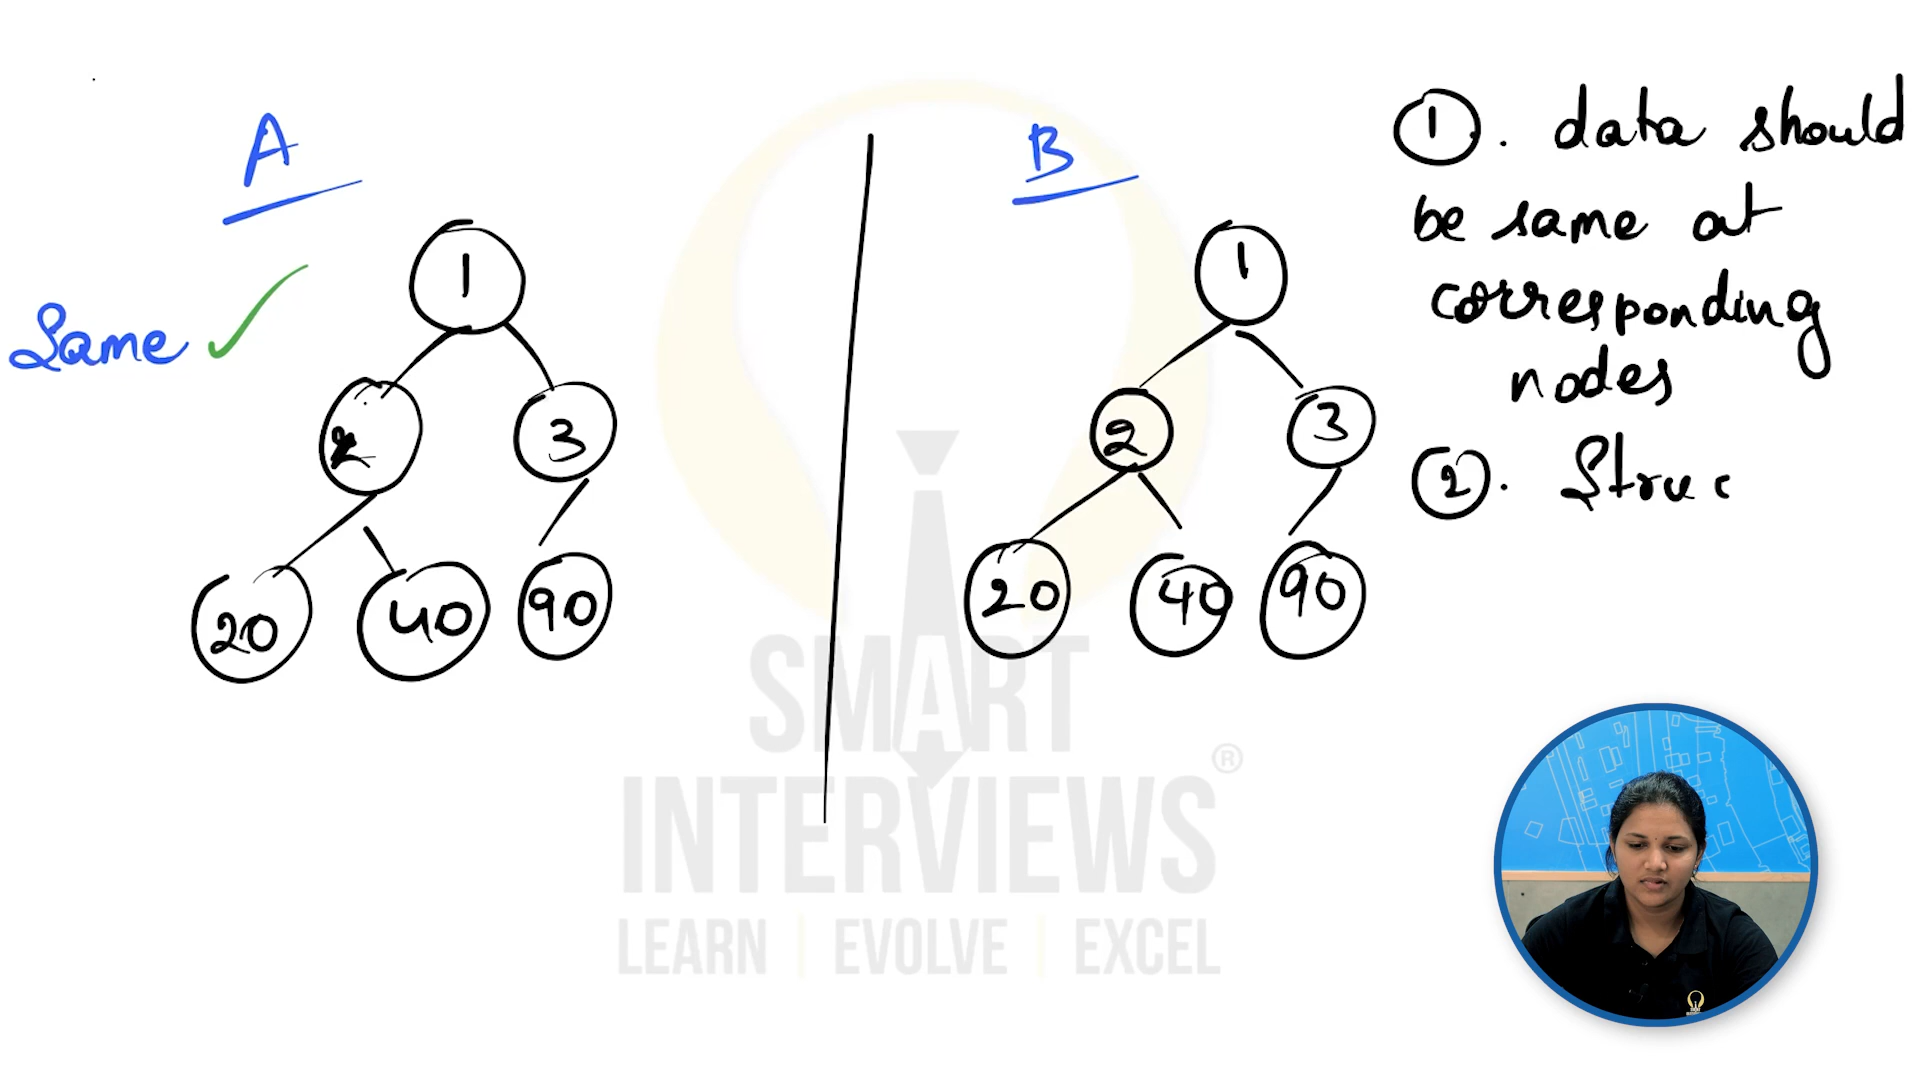 A
B
Same
1
2
3
20
40
90
1
2
3
20
40
90
1. data should
be same at
corresponding
nodes
2. Struc
SMART
INTERVIEWS®
LEARN | EVOLVE | EXCEL